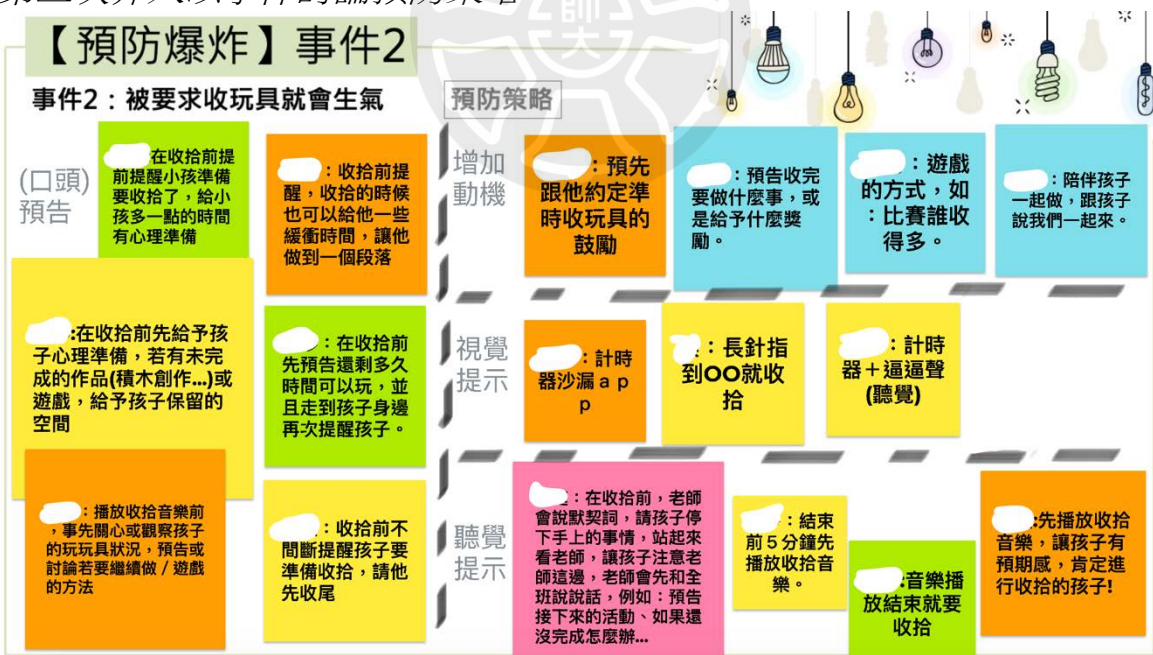 【預防爆炸】事件2
事件2：被要求收玩具就會生氣
預防策略
(口頭)
預告
在收拾前提
前提醒小孩準備
要收拾了，給小
孩多一點的時間
有心理準備
：收拾前提
醒，收拾的時候
也可以給他一些
緩衝時間，讓他
做到一個段落
:在收拾前先給予孩
子心理準備，若有未完
成的作品(積木創作...)或
遊戲，給予孩子保留的
空間
：在收拾前
先預告還剩多久
時間可以玩，並
且走到孩子身邊
再次提醒孩子。
：播放收拾音樂前
，事先關心或觀察孩子
的玩玩具狀況，預告或
討論若要繼續做／遊戲
的方法
：收拾前不
間斷提醒孩子要
準備收拾，請他
先收尾
增加
動機
：預先
跟他約定準
時收玩具的
鼓勵
：預告收完
要做什麼事，或
是給予什麼獎
勵。
：遊戲
的方式，如
：比賽誰收
得多。
：陪伴孩子
一起做，跟孩子
說我們一起來。
視覺
提示
：計時
器沙漏ａｐ
ｐ
：長針指
到OO就收
拾
：計時
器＋逼逼聲
(聽覺)
聽覺
提示
：在收拾前，老師
會說默契詞，請孩子停
下手上的事情，站起來
看老師，讓孩子注意老
師這邊，老師會先和全
班說說話，例如：預告
接下來的活動、如果還
沒完成怎麼辦...
：結束
前５分鐘先
播放收拾音
樂。
:音樂播
放結束就要
收拾
:先播放收拾
音樂，讓孩子有
預期感，肯定進
行收拾的孩子!